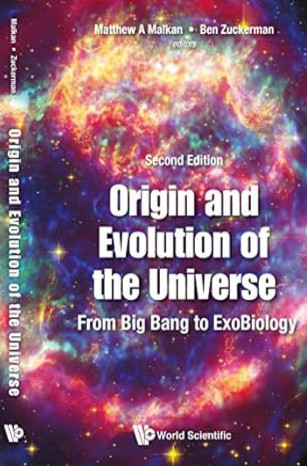 Malkan • Zuckerman
Origin and Evolution of the Universe
Matthew A Malkan • Ben Zuckerman
editors
Second Edition
Origin and
Evolution of
the Universe
From Big Bang to ExoBiology
World Scientific